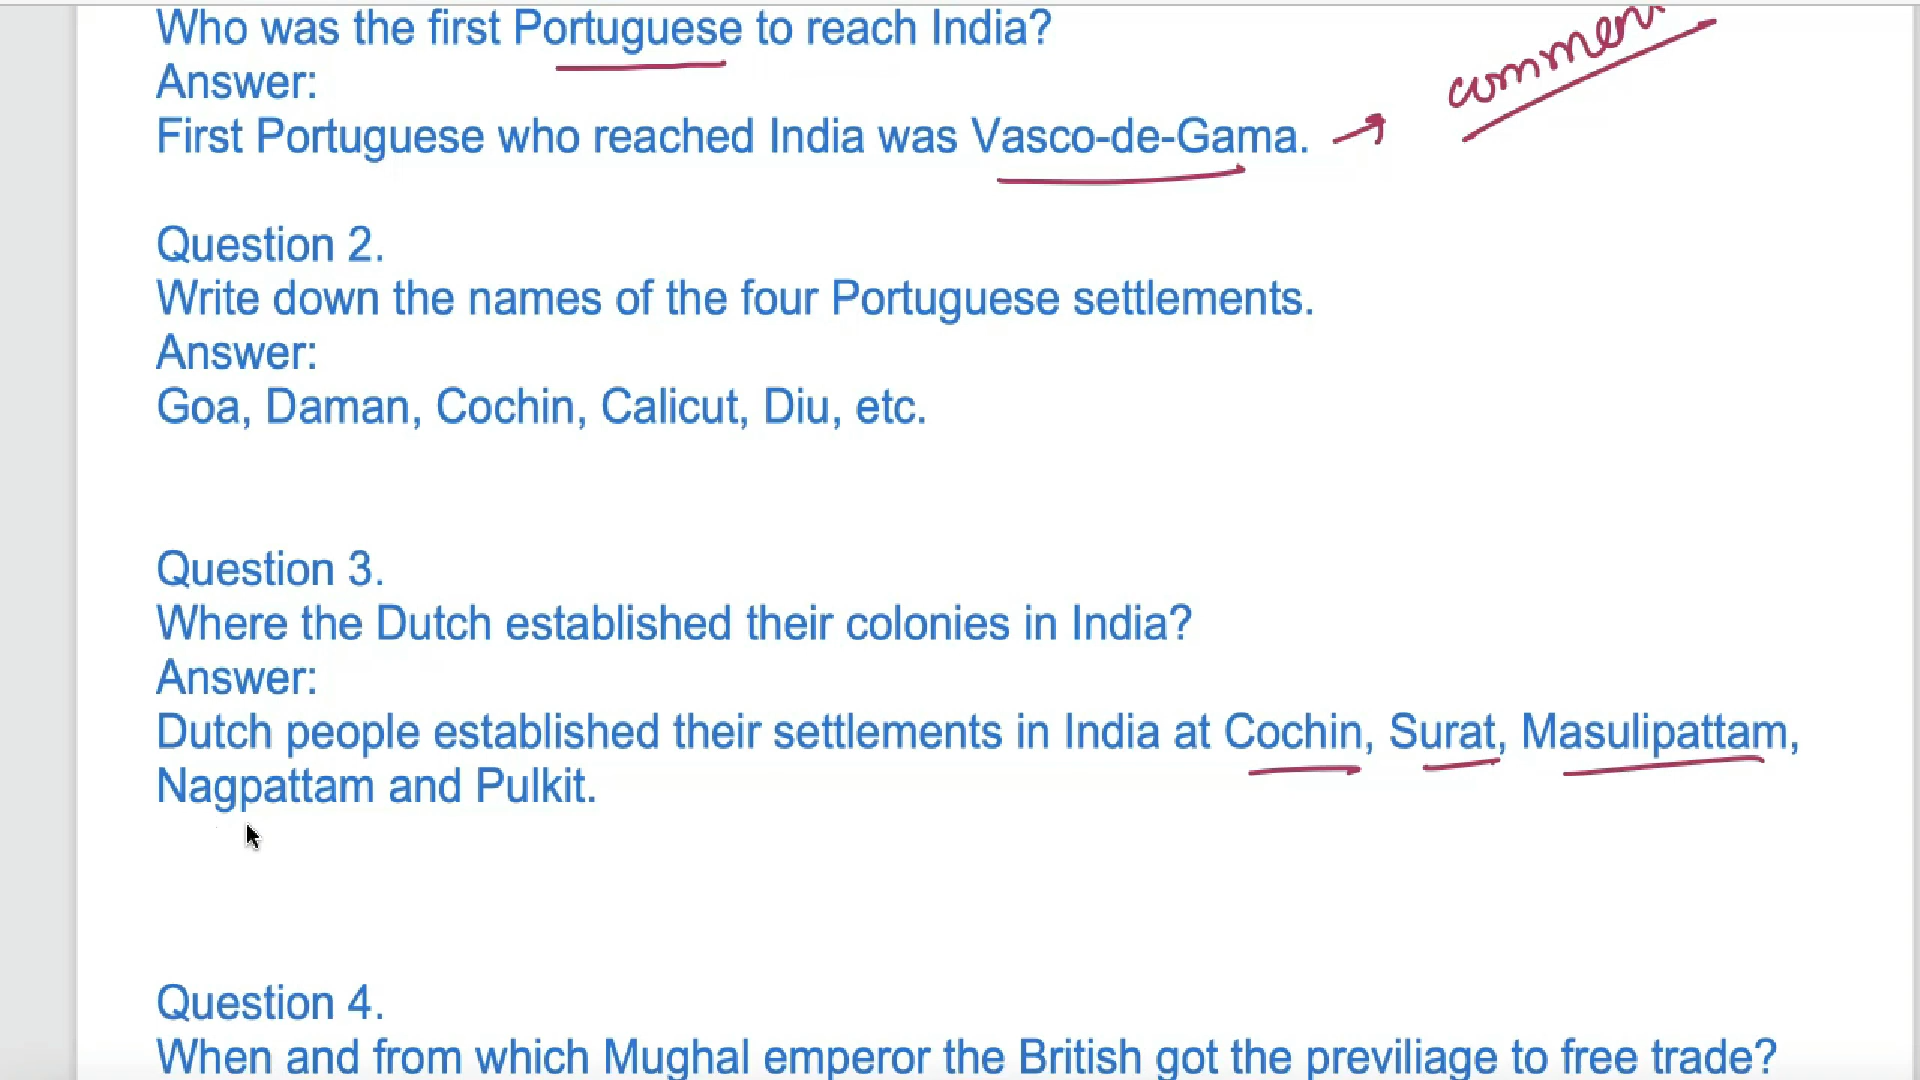 Who was the first Portuguese to reach India?
Answer:
First Portuguese who reached India was Vasco-de-Gama. → comment
Question 2.
Write down the names of the four Portuguese settlements.
Answer:
Goa, Daman, Cochin, Calicut, Diu, etc.
Question 3.
Where the Dutch established their colonies in India?
Answer:
Dutch people established their settlements in India at Cochin, Surat, Masulipattam,
Nagpattam and Pulkit.
Question 4.
When and from which Mughal emperor the British got the previliage to free trade?